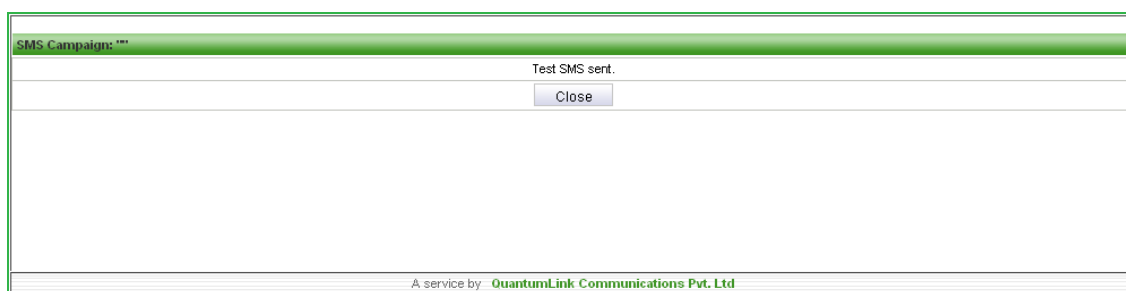 SMS Campaign: ""
Test SMS sent.
Close
A service by QuantumLink Communications Pvt. Ltd